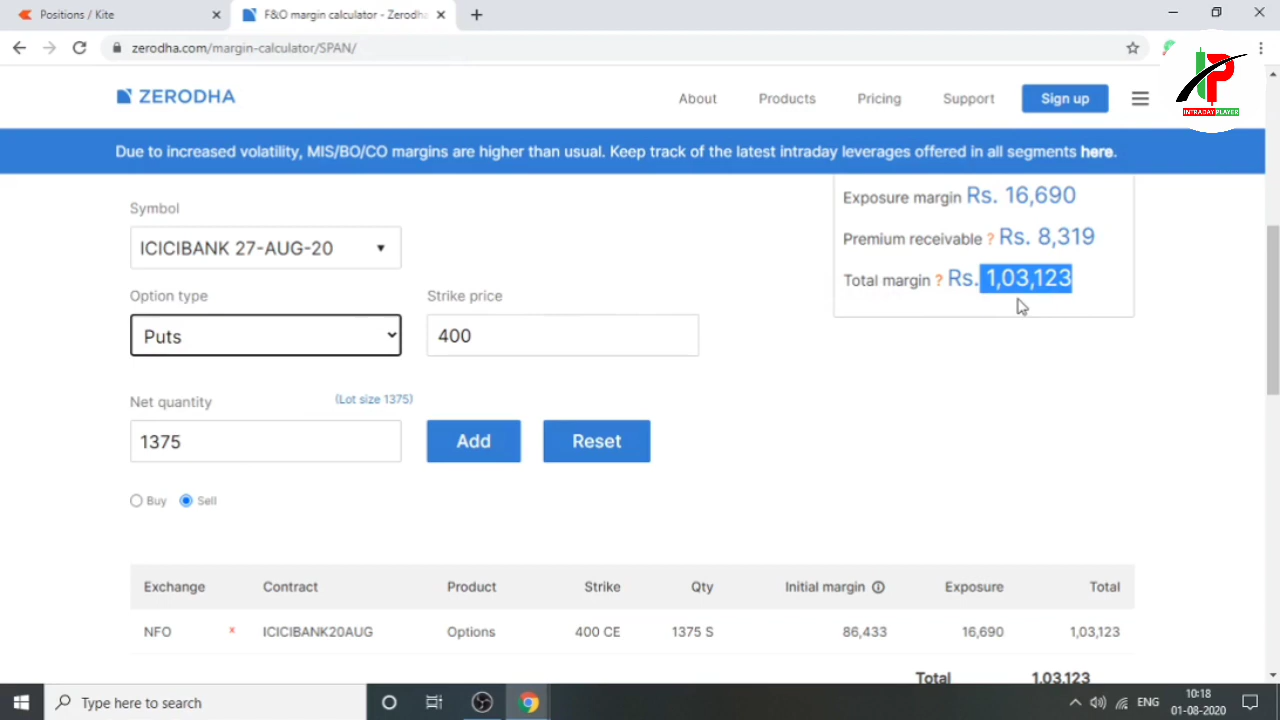 Positions / Kite
F&O margin calculator - Zerodha
zerodha.com/margin-calculator/SPAN/
ZERODHA
About
Products
Pricing
Support
Sign up
IP
INTRADAY PLAYER
Due to increased volatility, MIS/BO/CO margins are higher than usual. Keep track of the latest intraday leverages offered in all segments here.
Symbol
ICICIBANK 27-AUG-20
Option type
Strike price
Puts
400
Net quantity
(Lot size 1375)
1375
Add
Reset
Buy
Sell
Exposure margin Rs. 16,690
Premium receivable ? Rs. 8,319
Total margin ? Rs. 1,03,123
Exchange Contract Product Strike Qty Initial margin Exposure Total
NFO x ICICIBANK20AUG Options 400 CE 1375 S 86,433 16,690 1,03,123
Total 1,03,123
Type here to search
ENG
10:18
01-08-2020